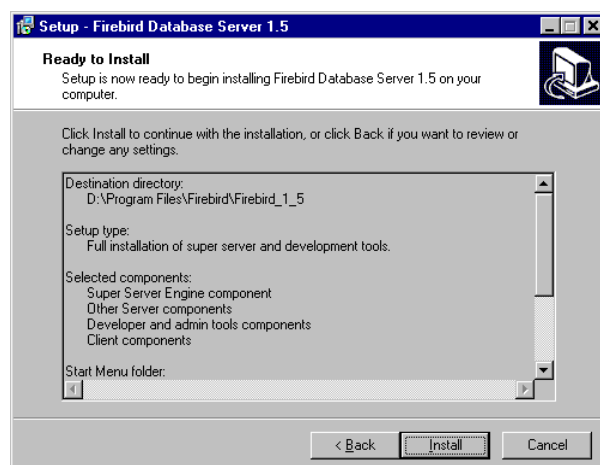 Setup - Firebird Database Server 1.5
Ready to Install
Setup is now ready to begin installing Firebird Database Server 1.5 on your
computer.
Click Install to continue with the installation, or click Back if you want to review or
change any settings.
Destination directory:
D:\Program Files\Firebird\Firebird_1_5
Setup type:
Full installation of super server and development tools.
Selected components:
Super Server Engine component
Other Server components
Developer and admin tools components
Client components
Start Menu folder:
< Back
Install
Cancel